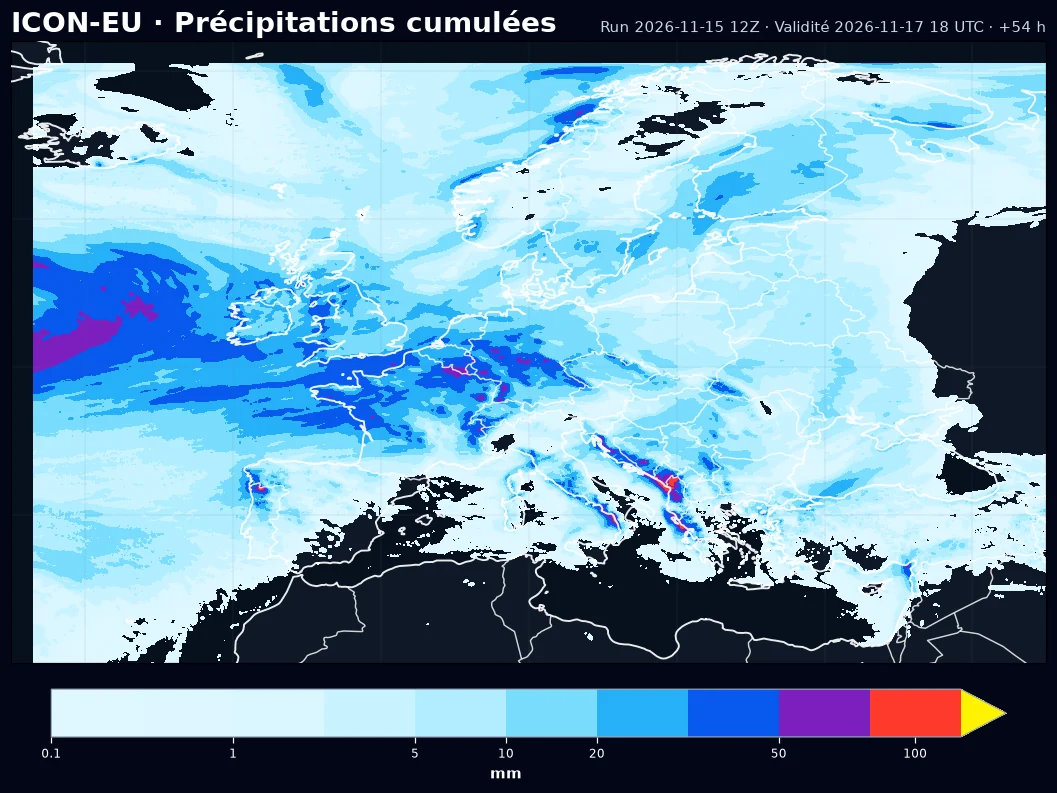 ICON-EU · Précipitations cumulées
Run 2026-11-15 12Z · Validité 2026-11-17 18 UTC · +54 h
0.1 1 5 10 20 50 100
mm